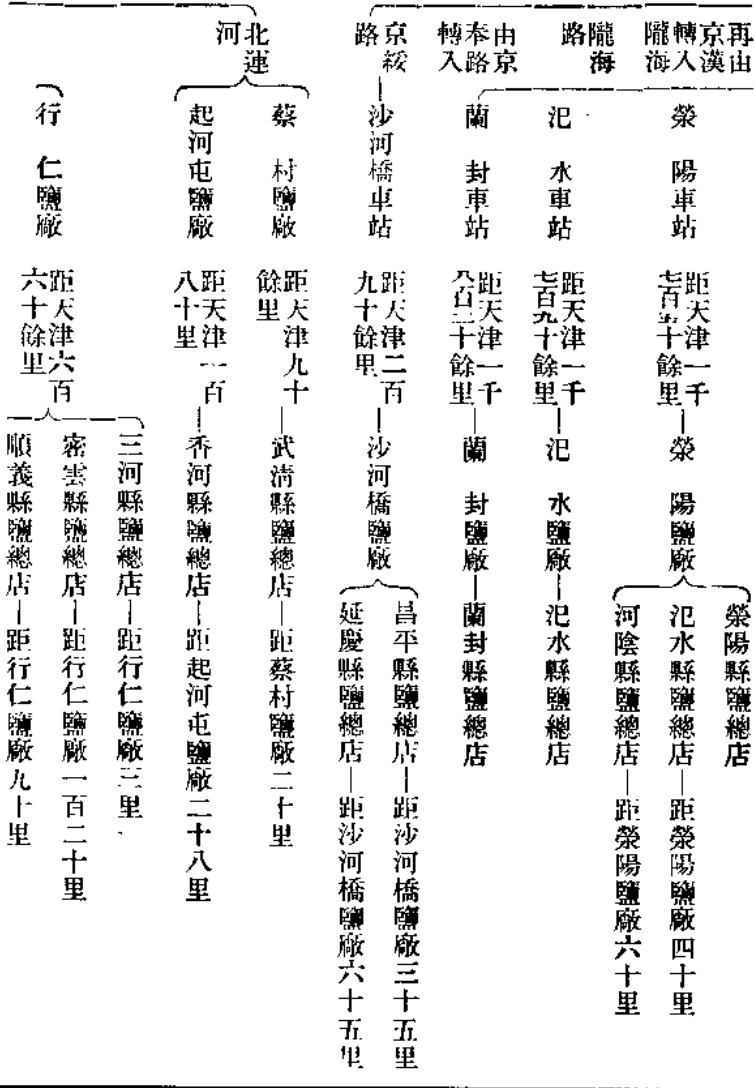 再由
京漢
轉入
隴海
隴海
路
榮陽車站
距天津一千
十餘里
榮陽鹽廠
榮陽縣鹽總店
汜水縣鹽總店 距榮陽鹽廠四十里
河陰縣鹽總店 距榮陽鹽廠六十里
汜水車站
距天津一千
七百九十餘里
汜水鹽廠
汜水縣鹽總店
由京
奉路
轉入
蘭封車站
距天津一千
十餘里
蘭封鹽廠
蘭封縣鹽總店
京綏
路
沙河橋車站
距天津二百
九十餘里
沙河橋鹽廠
昌平縣鹽總店 距沙河橋鹽廠三十五里
延慶縣鹽總店 距沙河橋鹽廠六十五里
北運
河
蔡村鹽廠
距天津九十
餘里
武清縣鹽總店 距蔡村鹽廠二十里
起河屯鹽廠
距天津一百
八十里
香河縣鹽總店 距起河屯鹽廠二十八里
行仁鹽廠
距天津六百
六十餘里
三河縣鹽總店 距行仁鹽廠三里
密雲縣鹽總店 距行仁鹽廠一百二十里
順義縣鹽總店 距行仁鹽廠九十里